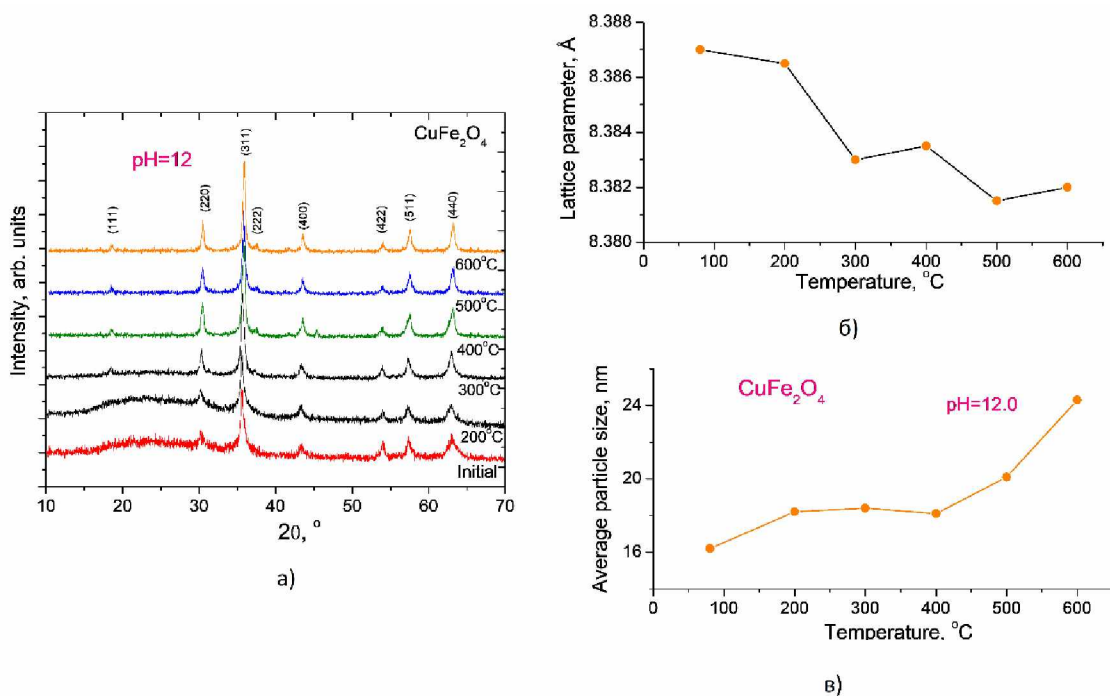 CuFe₂O₄
pH=12
(111)
(220)
(311)
(222)
(400)
(422)
(511)
(440)
600°C
500°C
400°C
300°C
200°C
Initial
Intensity, arb. units
10 20 30 40 50 60 70
2θ, °
а)
Lattice parameter, Å
8.388
8.386
8.384
8.382
8.380
0 100 200 300 400 500 600
Temperature, °C
б)
Average particle size, nm
CuFe₂O₄
pH=12.0
24
20
16
0 100 200 300 400 500 600
Temperature, °C
в)